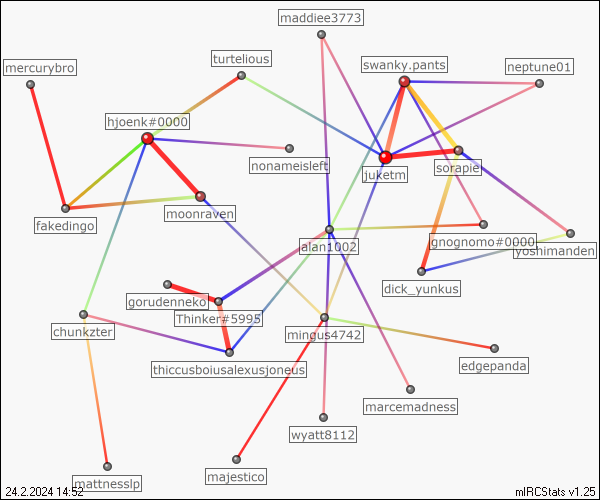 maddiee3773
turtelious
swanky.pants
neptune01
mercurybro
hjoenk#0000
nonameisleft
juketm
sorapie
moonraven
fakedingo
alan1002
gnognomo#0000
yoshimanden
dick_yunkus
gorudenneko
Thinker#5995
chunkzter
mingus4742
thiccusboiusalexusjoneus
edgepanda
marcemadness
wyatt8112
majestico
mattnesslp
24.2.2024 14:52
mIRCStats v1.25